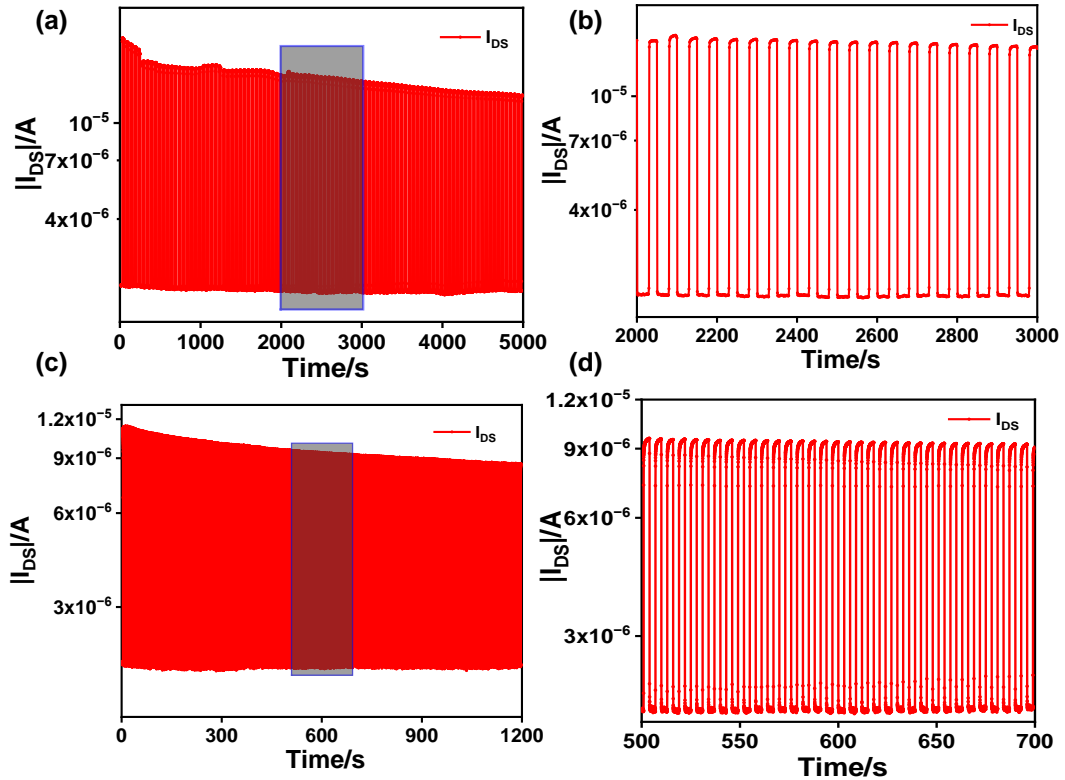 (a)
I_DS
10⁻⁵
7x10⁻⁶
4x10⁻⁶
|I_DS|/A
0 1000 2000 3000 4000 5000
Time/s
(b)
I_DS
10⁻⁵
7x10⁻⁶
4x10⁻⁶
|I_DS|/A
2000 2200 2400 2600 2800 3000
Time/s
(c)
I_DS
1.2x10⁻⁵
9x10⁻⁶
6x10⁻⁶
3x10⁻⁶
|I_DS|/A
0 300 600 900 1200
Time/s
(d)
I_DS
1.2x10⁻⁵
9x10⁻⁶
6x10⁻⁶
3x10⁻⁶
|I_DS|/A
500 550 600 650 700
Time/s